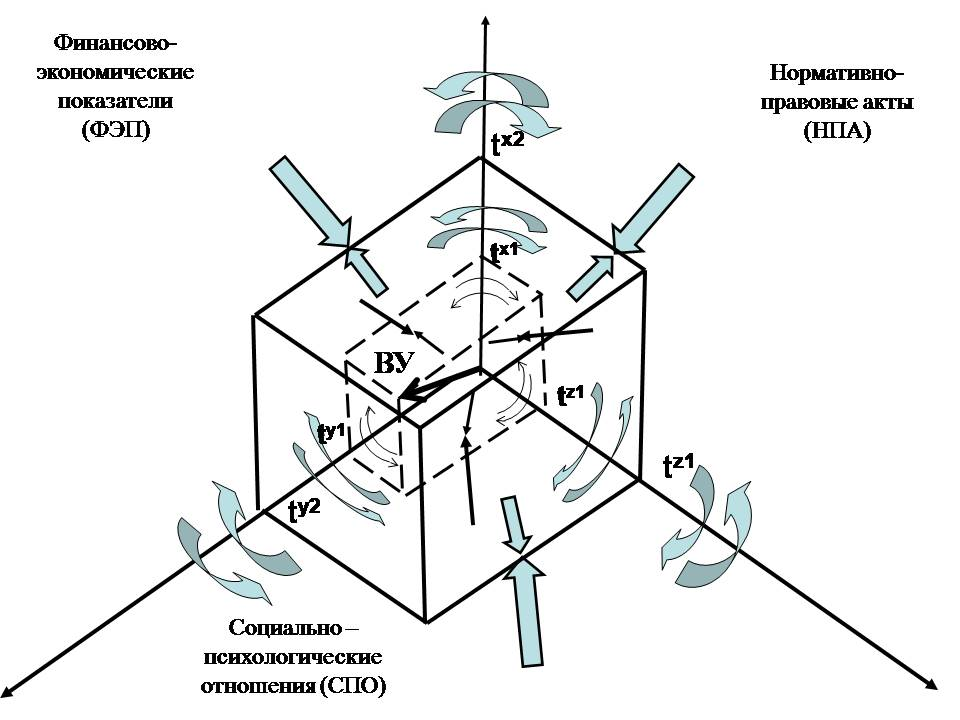 Финансово-
экономические
показатели
(ФЭП)
Нормативно-
правовые акты
(НПА)
tx2
tx1
ВУ
tz1
ty1
tz1
ty2
Социально –
психологические
отношения (СПО)